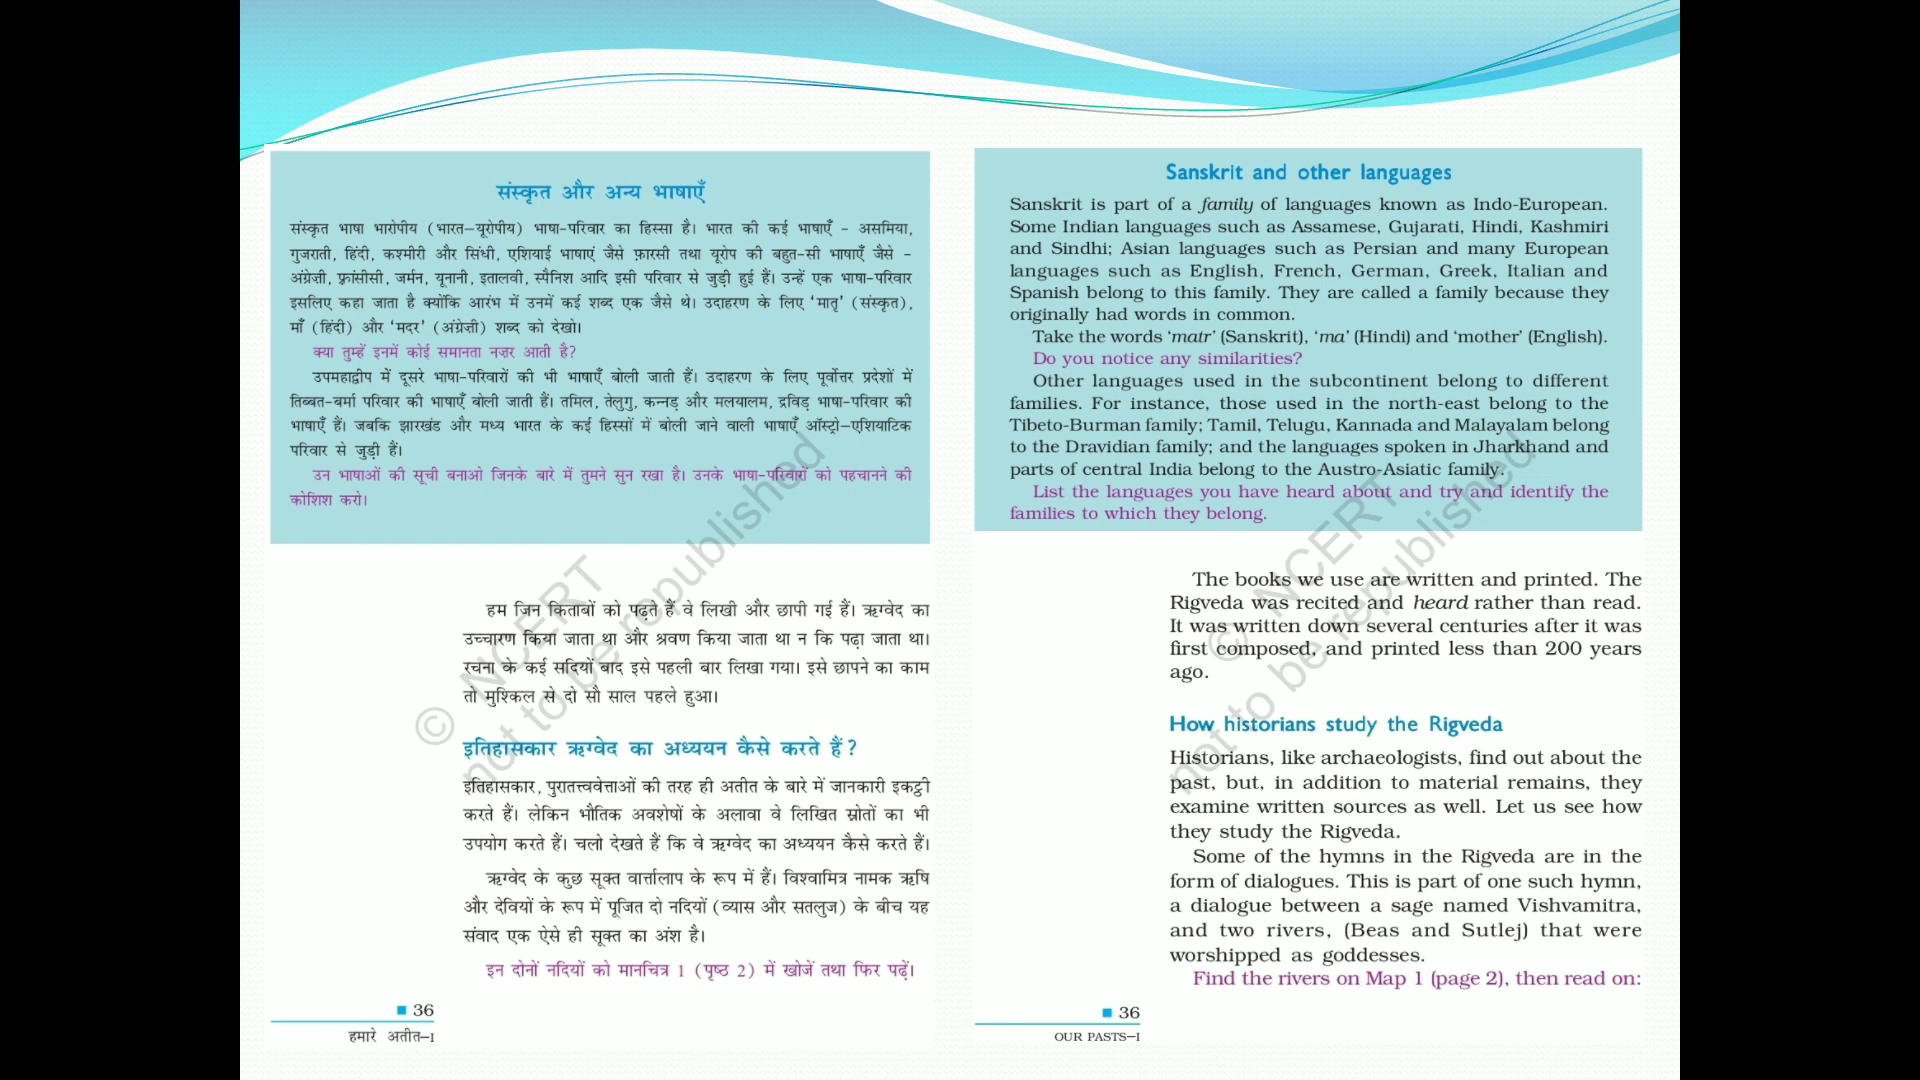 संस्कृत और अन्य भाषाएँ
संस्कृत भाषा भारोपीय (भारत–यूरोपीय) भाषा-परिवार का हिस्सा है। भारत की कई भाषाएँ - असमिया,
गुजराती, हिंदी, कश्मीरी और सिंधी, एशियाई भाषाएं जैसे फ़ारसी तथा यूरोप की बहुत-सी भाषाएँ जैसे -
अंग्रेज़ी, फ़्रांसीसी, जर्मन, यूनानी, इतालवी, स्पैनिश आदि इसी परिवार से जुड़ी हुई हैं। उन्हें एक भाषा-परिवार
इसलिए कहा जाता है क्योंकि आरंभ में उनमें कई शब्द एक जैसे थे। उदाहरण के लिए ‘मातृ’ (संस्कृत),
माँ (हिंदी) और ‘मदर’ (अंग्रेज़ी) शब्द को देखो।
क्या तुम्हें इनमें कोई समानता नज़र आती है?
उपमहाद्वीप में दूसरे भाषा-परिवारों की भी भाषाएँ बोली जाती हैं। उदाहरण के लिए पूर्वोत्तर प्रदेशों में
तिब्बत-बर्मा परिवार की भाषाएँ बोली जाती हैं। तमिल, तेलुगु, कन्नड़ और मलयालम, द्रविड़ भाषा-परिवार की
भाषाएँ हैं। जबकि झारखंड और मध्य भारत के कई हिस्सों में बोली जाने वाली भाषाएँ ऑस्ट्रो–एशियाटिक
परिवार से जुड़ी हैं।
उन भाषाओं की सूची बनाओ जिनके बारे में तुमने सुन रखा है। उनके भाषा-परिवारों को पहचानने की
कोशिश करो।
हम जिन किताबों को पढ़ते हैं वे लिखी और छापी गई हैं। ऋग्वेद का
उच्चारण किया जाता था और श्रवण किया जाता था न कि पढ़ा जाता था।
रचना के कई सदियों बाद इसे पहली बार लिखा गया। इसे छापने का काम
तो मुश्किल से दो सौ साल पहले हुआ।
इतिहासकार ऋग्वेद का अध्ययन कैसे करते हैं?
इतिहासकार, पुरातत्त्ववेत्ताओं की तरह ही अतीत के बारे में जानकारी इकट्ठी
करते हैं। लेकिन भौतिक अवशेषों के अलावा वे लिखित स्रोतों का भी
उपयोग करते हैं। चलो देखते हैं कि वे ऋग्वेद का अध्ययन कैसे करते हैं।
ऋग्वेद के कुछ सूक्त वार्त्तालाप के रूप में हैं। विश्वामित्र नामक ऋषि
और देवियों के रूप में पूजित दो नदियों (व्यास और सतलुज) के बीच यह
संवाद एक ऐसे ही सूक्त का अंश है।
इन दोनों नदियों को मानचित्र 1 (पृष्ठ 2) में खोजें तथा फिर पढ़ें।
36
हमारे अतीत–I
© NCERT
not to be republished
Sanskrit and other languages
Sanskrit is part of a family of languages known as Indo-European.
Some Indian languages such as Assamese, Gujarati, Hindi, Kashmiri
and Sindhi; Asian languages such as Persian and many European
languages such as English, French, German, Greek, Italian and
Spanish belong to this family. They are called a family because they
originally had words in common.
Take the words ‘matr’ (Sanskrit), ‘ma’ (Hindi) and ‘mother’ (English).
Do you notice any similarities?
Other languages used in the subcontinent belong to different
families. For instance, those used in the north-east belong to the
Tibeto-Burman family; Tamil, Telugu, Kannada and Malayalam belong
to the Dravidian family; and the languages spoken in Jharkhand and
parts of central India belong to the Austro-Asiatic family.
List the languages you have heard about and try and identify the
families to which they belong.
The books we use are written and printed. The
Rigveda was recited and heard rather than read.
It was written down several centuries after it was
first composed, and printed less than 200 years
ago.
How historians study the Rigveda
Historians, like archaeologists, find out about the
past, but, in addition to material remains, they
examine written sources as well. Let us see how
they study the Rigveda.
Some of the hymns in the Rigveda are in the
form of dialogues. This is part of one such hymn,
a dialogue between a sage named Vishvamitra,
and two rivers, (Beas and Sutlej) that were
worshipped as goddesses.
Find the rivers on Map 1 (page 2), then read on:
36
OUR PASTS–I
© NCERT
not to be republished